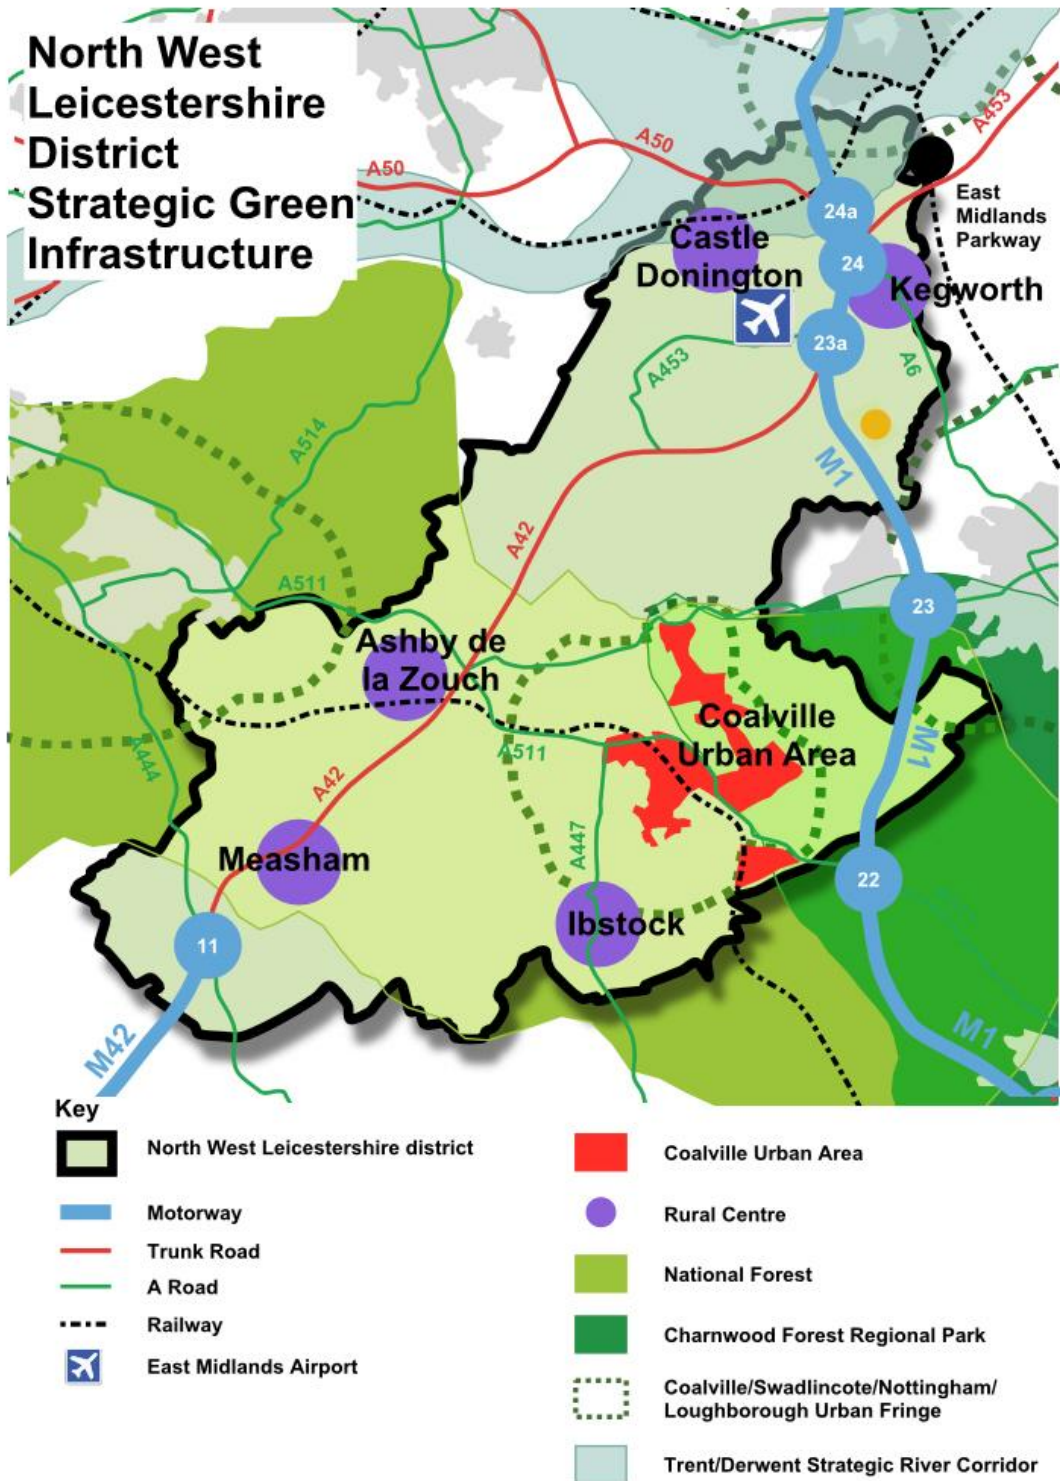 North West
Leicestershire
District
Strategic Green
Infrastructure
A50
A50
A453
24a
East
Midlands
Parkway
Castle
Donington
24
Kegworth
23a
A453
A6
A514
M1
A42
A511
23
Ashby de
la Zouch
Coalville
Urban Area
A444
A511
M1
A42
A447
Measham
22
Ibstock
11
M42
M1
Key
North West Leicestershire district
Motorway
Trunk Road
A Road
Railway
East Midlands Airport
Coalville Urban Area
Rural Centre
National Forest
Charnwood Forest Regional Park
Coalville/Swadlincote/Nottingham/
Loughborough Urban Fringe
Trent/Derwent Strategic River Corridor